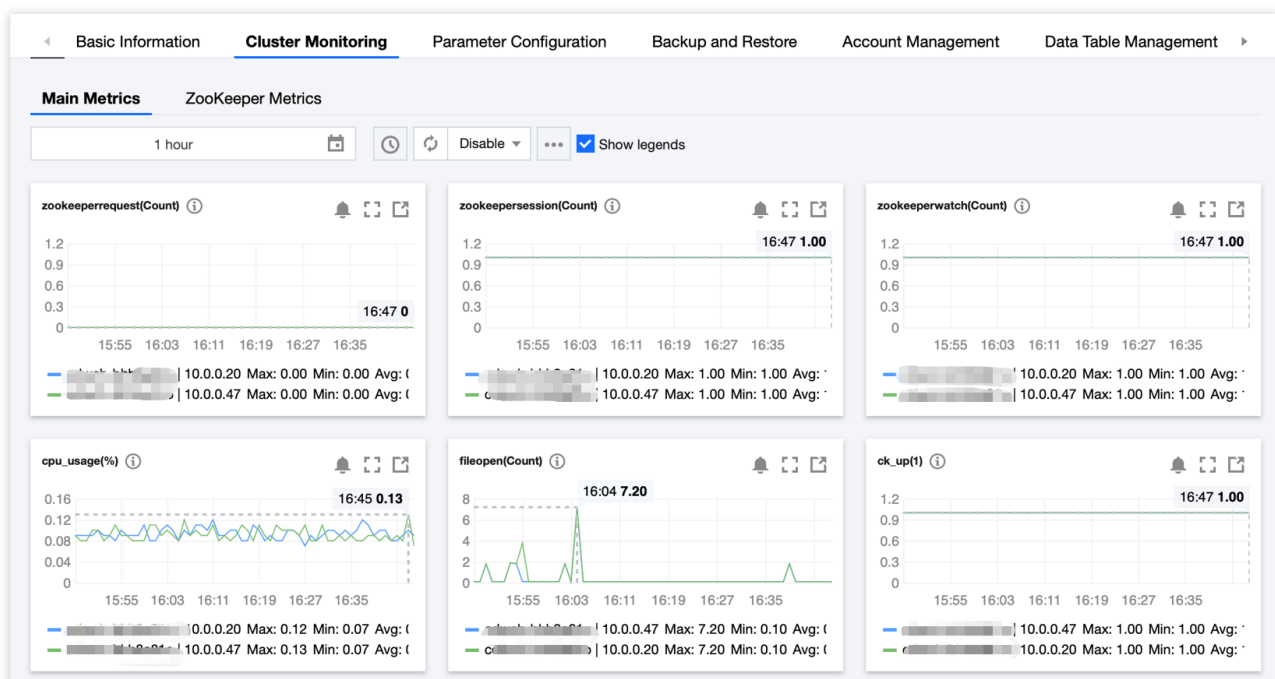 Basic Information Cluster Monitoring Parameter Configuration Backup and Restore Account Management Data Table Management
Main Metrics ZooKeeper Metrics
1 hour Disable ••• Show legends
zookeeperrequest(Count)
1.2
0.9
0.6
0.3
0
16:47 0
15:55 16:03 16:11 16:19 16:27 16:35
| 10.0.0.20 Max: 0.00 Min: 0.00 Avg:
| 10.0.0.47 Max: 0.00 Min: 0.00 Avg:
zookeepersession(Count)
16:47 1.00
1.2
0.9
0.6
0.3
0
15:55 16:03 16:11 16:19 16:27 16:35
| 10.0.0.20 Max: 1.00 Min: 1.00 Avg:
| 10.0.0.47 Max: 1.00 Min: 1.00 Avg:
zookeeperwatch(Count)
16:47 1.00
1.2
0.9
0.6
0.3
0
15:55 16:03 16:11 16:19 16:27 16:35
| 10.0.0.20 Max: 1.00 Min: 1.00 Avg:
| 10.0.0.47 Max: 1.00 Min: 1.00 Avg:
cpu_usage(%)
16:45 0.13
0.16
0.12
0.08
0.04
0
15:55 16:03 16:11 16:19 16:27 16:35
10.0.0.20 Max: 0.12 Min: 0.07 Avg:
| 10.0.0.47 Max: 0.13 Min: 0.07 Avg:
fileopen(Count)
16:04 7.20
8
6
4
2
0
15:55 16:03 16:11 16:19 16:27 16:35
| 10.0.0.47 Max: 7.20 Min: 0.10 Avg:
| 10.0.0.20 Max: 7.20 Min: 0.10 Avg:
ck_up(1)
16:47 1.00
1.2
0.9
0.6
0.3
0
15:55 16:03 16:11 16:19 16:27 16:35
| 10.0.0.47 Max: 1.00 Min: 1.00 Avg:
10.0.0.20 Max: 1.00 Min: 1.00 Avg: